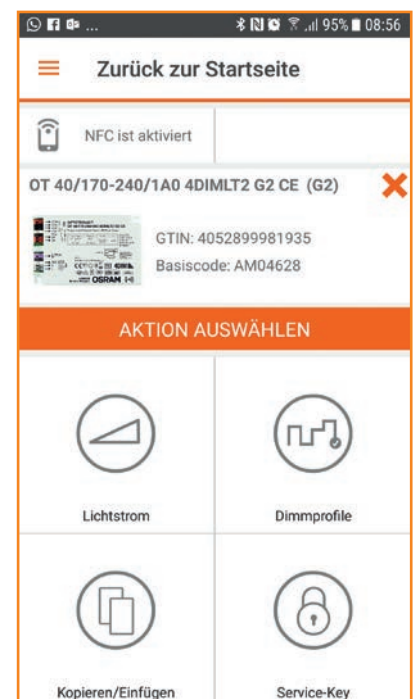 ... 95% 08:56
Zurück zur Startseite
NFC ist aktiviert
OT 40/170-240/1A0 4DIMLT2 G2 CE (G2)
GTIN: 4052899981935
Basiscode: AM04628
OSRAM
AKTION AUSWÄHLEN
Lichtstrom
Dimmprofile
Kopieren/Einfügen
Service-Key